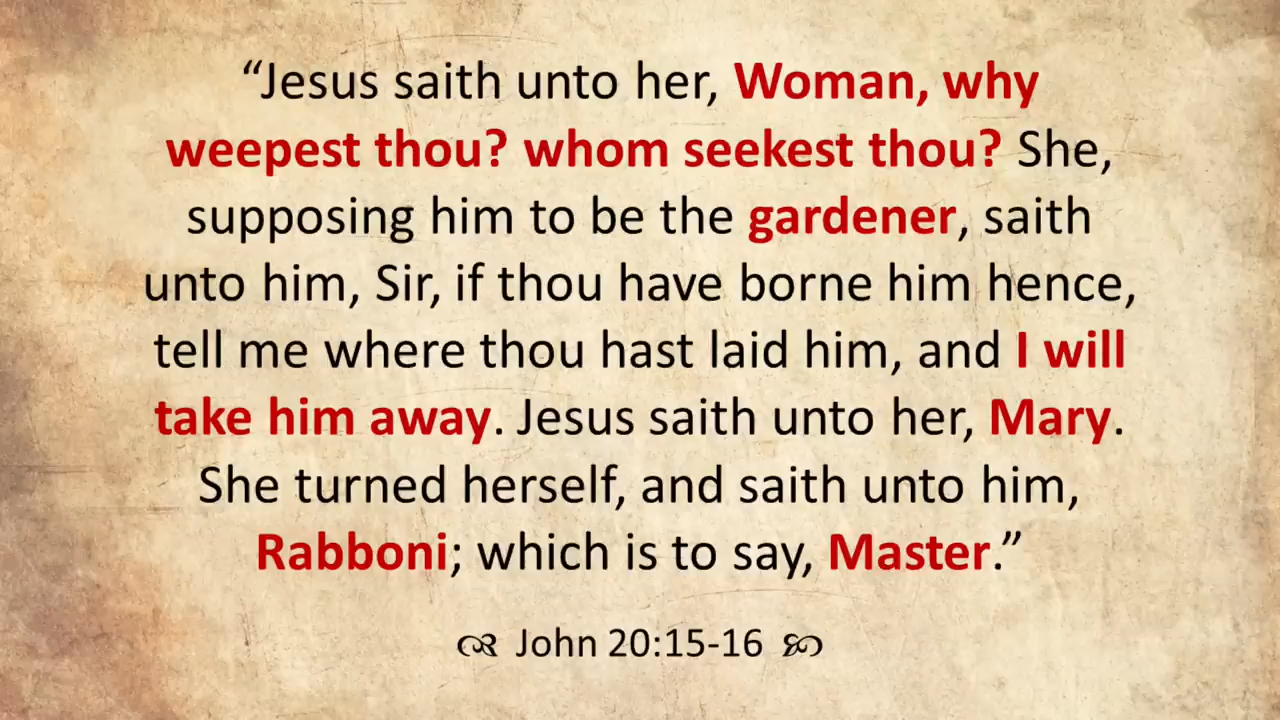 “Jesus saith unto her, Woman, why
weepest thou? whom seekest thou? She,
supposing him to be the gardener, saith
unto him, Sir, if thou have borne him hence,
tell me where thou hast laid him, and I will
take him away. Jesus saith unto her, Mary.
She turned herself, and saith unto him,
Rabboni; which is to say, Master.”
John 20:15-16